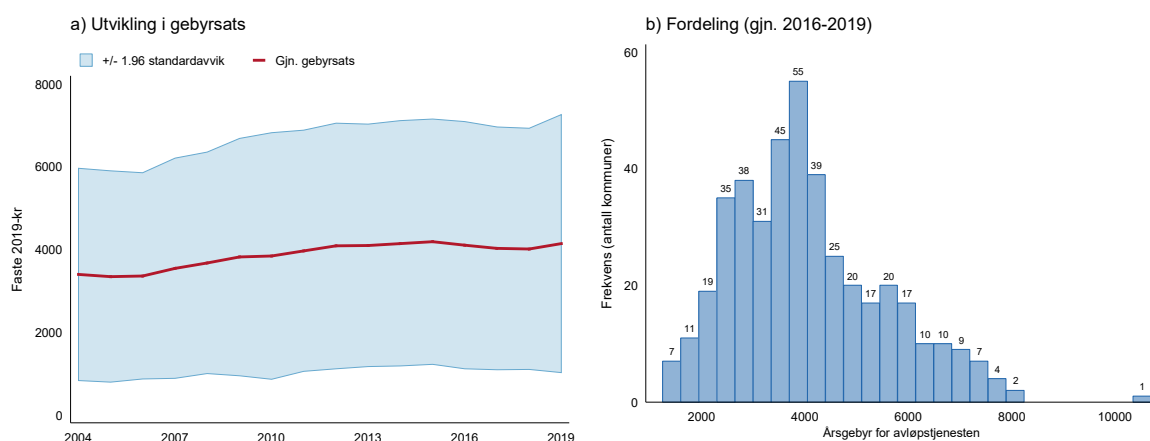 a) Utvikling i gebyrsats
+/- 1.96 standardavvik
Gjn. gebyrsats
8000
6000
4000
2000
0
Faste 2019-kr
2004 2007 2010 2013 2016 2019
b) Fordeling (gjn. 2016-2019)
60
40
20
0
Frekvens (antall kommuner)
7 11 19 35 38 31 45 55 39 25 20 17 20 17 10 10 9 7 4 2 1
2000 4000 6000 8000 10000
Årsgebyr for avløpstjenesten